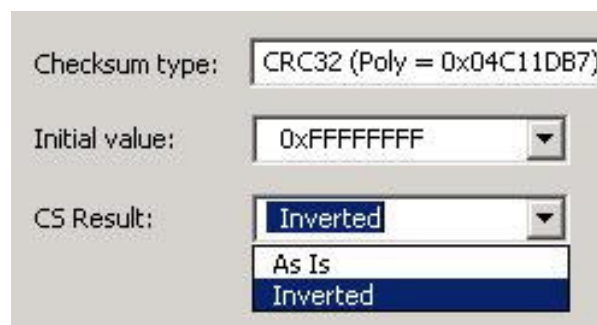 Checksum type: CRC32 (Poly = 0x04C11DB7)
Initial value: 0xFFFFFFFF
CS Result: Inverted
As Is
Inverted